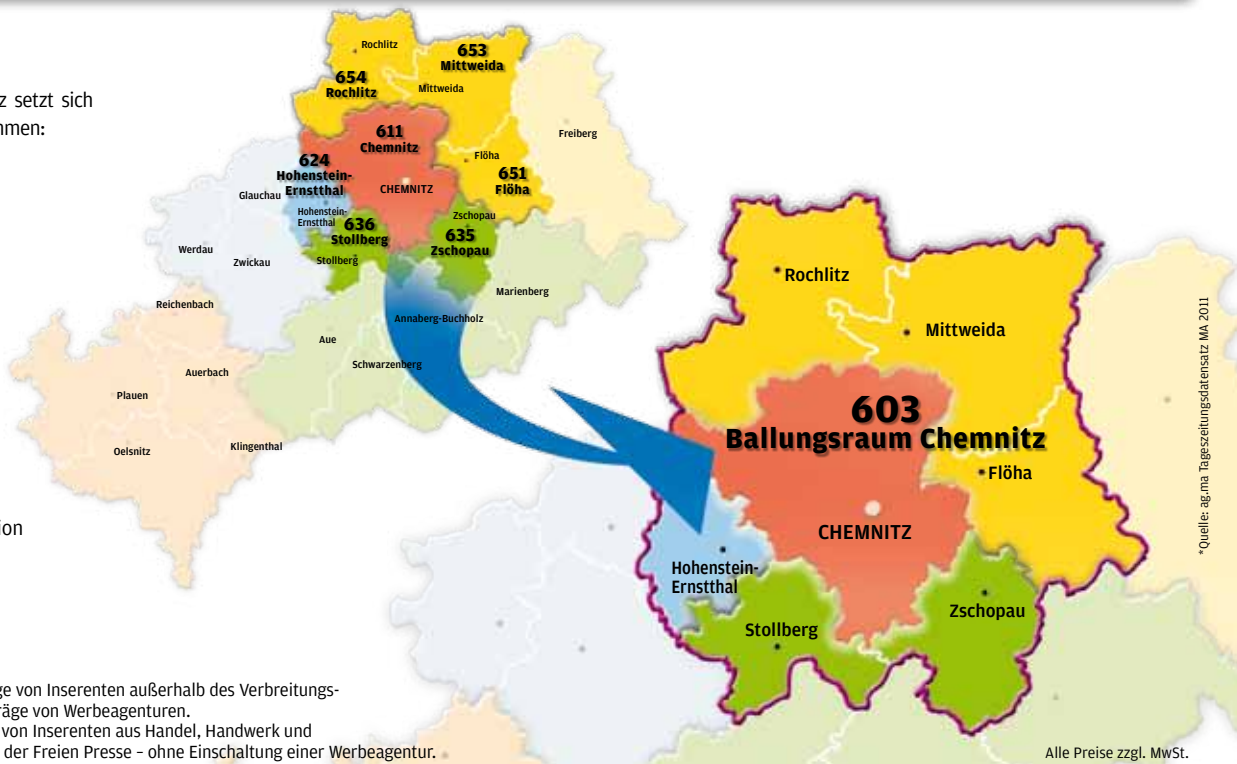 z setzt sich
nmen:
Rochlitz
653
Mittweida
654
Rochlitz
Mittweida
611
Chemnitz
Freiberg
Flöha
624
Hohenstein-
Ernstthal
651
Flöha
Glauchau
CHEMNITZ
Hohenstein-
Ernstthal
Zschopau
636
Stollberg
635
Zschopau
Werdau
Zwickau
Stollberg
Marienberg
Reichenbach
Annaberg-Buchholz
Aue
Schwarzenberg
Auerbach
Plauen
Oelsnitz
Klingenthal
Rochlitz
Mittweida
603
Ballungsraum Chemnitz
Flöha
CHEMNITZ
Hohenstein-
Ernstthal
Zschopau
Stollberg
*Quelle: ag.ma Tageszeitungsdatensatz MA 2011
ion
ge von Inserenten außerhalb des Verbreitungs-
räge von Werbeagenturen.
von Inserenten aus Handel, Handwerk und
der Freien Presse – ohne Einschaltung einer Werbeagentur.
Alle Preise zzgl. MwSt.